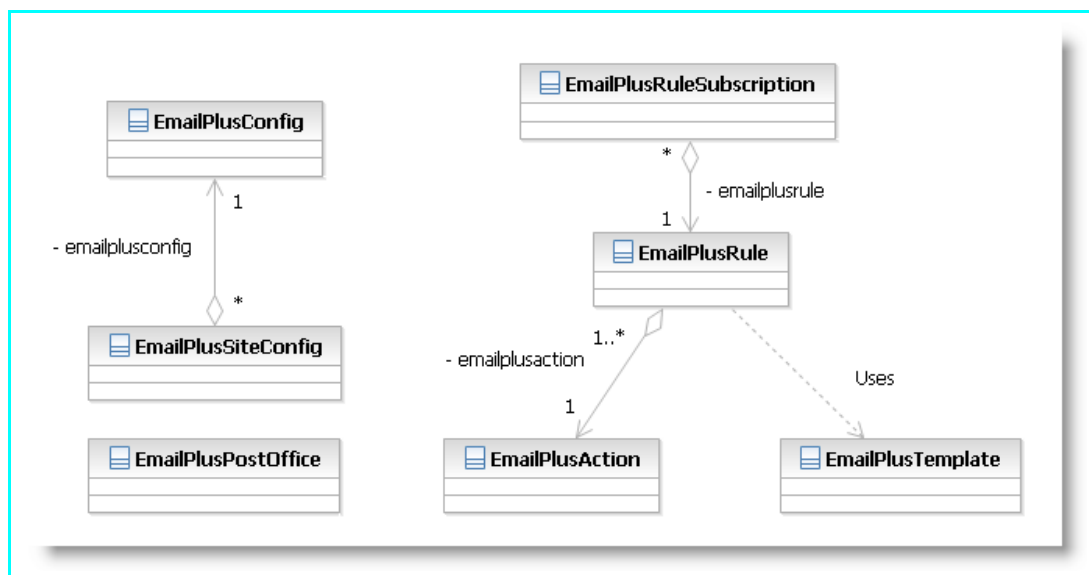 EmailPlusRuleSubscription
EmailPlusConfig
*
1
- emailplusrule
- emailplusconfig
1
EmailPlusRule
*
EmailPlusSiteConfig
1..*
- emailplusaction
Uses
1
EmailPlusPostOffice
EmailPlusAction
EmailPlusTemplate